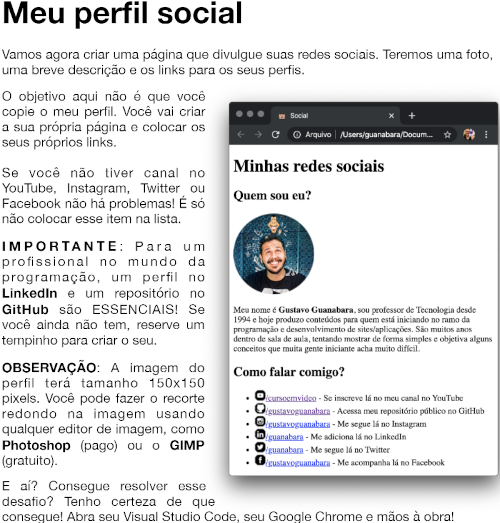 Meu perfil social
Vamos agora criar uma página que divulgue suas redes sociais. Teremos uma foto,
uma breve descrição e os links para os seus perfis.
O objetivo aqui não é que você
copie o meu perfil. Você vai criar
a sua própria página e colocar os
seus próprios links.
Se você não tiver canal no
YouTube, Instagram, Twitter ou
Facebook não há problemas! É só
não colocar esse item na lista.
IMPORTANTE: Para um
profissional no mundo da
programação, um perfil no
LinkedIn e um repositório no
GitHub são ESSENCIAIS! Se
você ainda não tem, reserve um
tempinho para criar o seu.
OBSERVAÇÃO: A imagem do
perfil terá tamanho 150x150
pixels. Você pode fazer o recorte
redondo na imagem usando
qualquer editor de imagem, como
Photoshop (pago) ou o GIMP
(gratuito).
E aí? Consegue resolver esse
desafio? Tenho certeza de que
consegue! Abra seu Visual Studio Code, seu Google Chrome e mãos à obra!
Social
Arquivo | /Users/guanabara/Docum...
Minhas redes sociais
Quem sou eu?
Meu nome é Gustavo Guanabara, sou professor de Tecnologia desde
1994 e hoje produzo conteúdos para quem está iniciando no ramo da
programação e desenvolvimento de sites/aplicações. São muitos anos
dentro de sala de aula, tentando mostrar de forma simples e objetiva alguns
conceitos que muita gente iniciante acha muito difícil.
Como falar comigo?
/cursoemvideo - Se inscreve lá no meu canal no YouTube
/gustavoguanabara - Acessa meu repositório público no GitHub
/gustavoguanabara - Me segue lá no Instagram
/guanabara - Me adiciona lá no LinkedIn
/guanabara - Me segue lá no Twitter
/gustavoguanabara - Me acompanha lá no Facebook